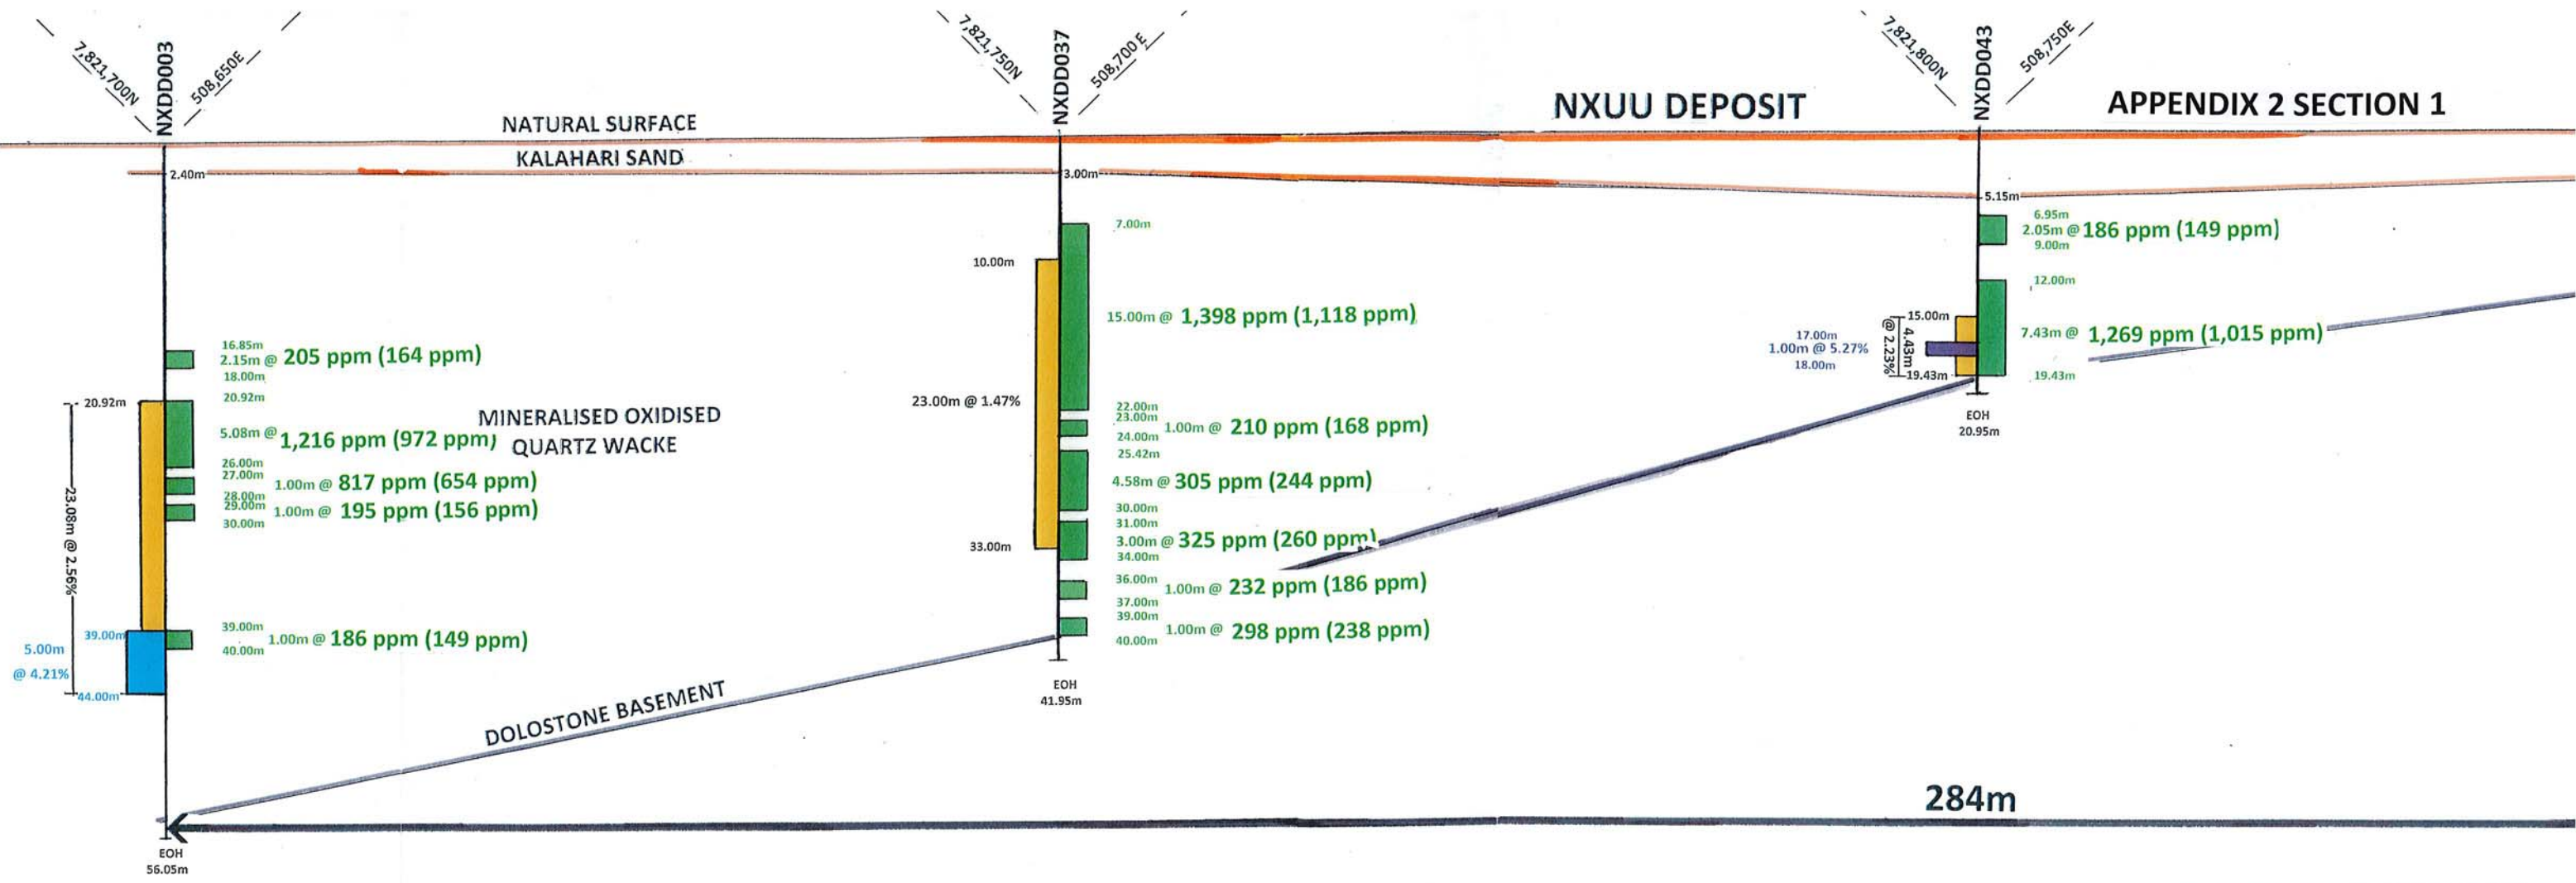 7,821,700N
NXDD003
508,650E
7,821,750N
NXDD037
508,700 E
7,821,800N
NXDD043
508,750E
NXUU DEPOSIT
APPENDIX 2 SECTION 1
NATURAL SURFACE
KALAHARI SAND
2.40m
3.00m
5.15m
16.85m
2.15m @ 205 ppm (164 ppm)
18.00m
20.92m
20.92m
5.08m @ 1,216 ppm (972 ppm)
26.00m
27.00m
1.00m @ 817 ppm (654 ppm)
28.00m
29.00m
1.00m @ 195 ppm (156 ppm)
30.00m
23.08m @ 2.56%
39.00m
39.00m
1.00m @ 186 ppm (149 ppm)
40.00m
5.00m
@ 4.21%
44.00m
EOH
56.05m
MINERALISED OXIDISED
QUARTZ WACKE
DOLOSTONE BASEMENT
7.00m
10.00m
15.00m @ 1,398 ppm (1,118 ppm)
23.00m @ 1.47%
22.00m
23.00m
1.00m @ 210 ppm (168 ppm)
24.00m
25.42m
4.58m @ 305 ppm (244 ppm)
30.00m
31.00m
3.00m @ 325 ppm (260 ppm)
33.00m
34.00m
36.00m
1.00m @ 232 ppm (186 ppm)
37.00m
39.00m
1.00m @ 298 ppm (238 ppm)
40.00m
EOH
41.95m
6.95m
2.05m @ 186 ppm (149 ppm)
9.00m
12.00m
15.00m
17.00m
1.00m @ 5.27%
18.00m
4.43m
@ 2.23%
7.43m @ 1,269 ppm (1,015 ppm)
19.43m
19.43m
EOH
20.95m
284m